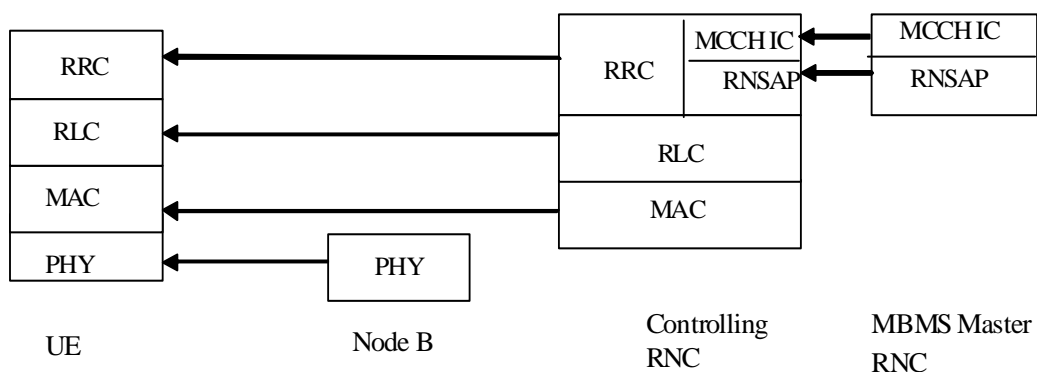 RRC
RLC
MAC
PHY
UE
PHY
Node B
RRC
MCCH IC
RNSAP
RLC
MAC
Controlling
RNC
MCCH IC
RNSAP
MBMS Master
RNC